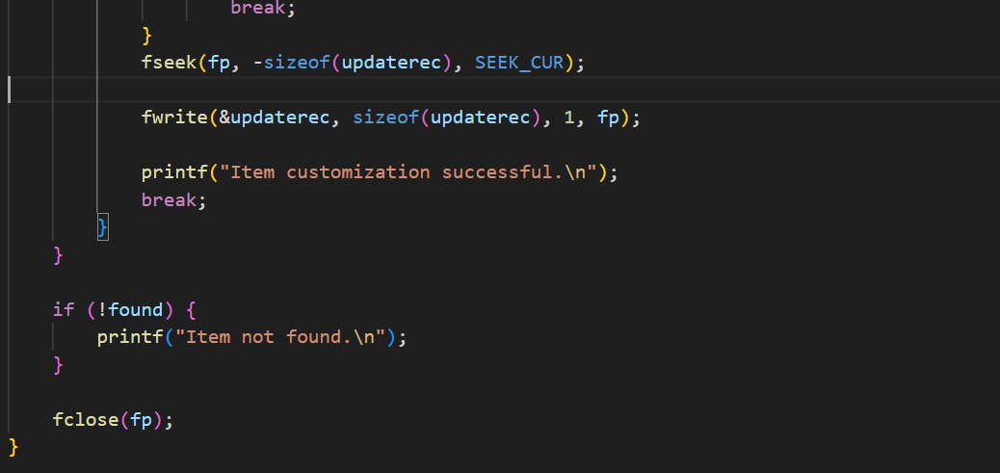 break;
}
fseek(fp, -sizeof(updaterec), SEEK_CUR);
fwrite(&updaterec, sizeof(updaterec), 1, fp);
printf("Item customization successful.\n");
break;
}
}
if (!found) {
printf("Item not found.\n");
}
fclose(fp);
}